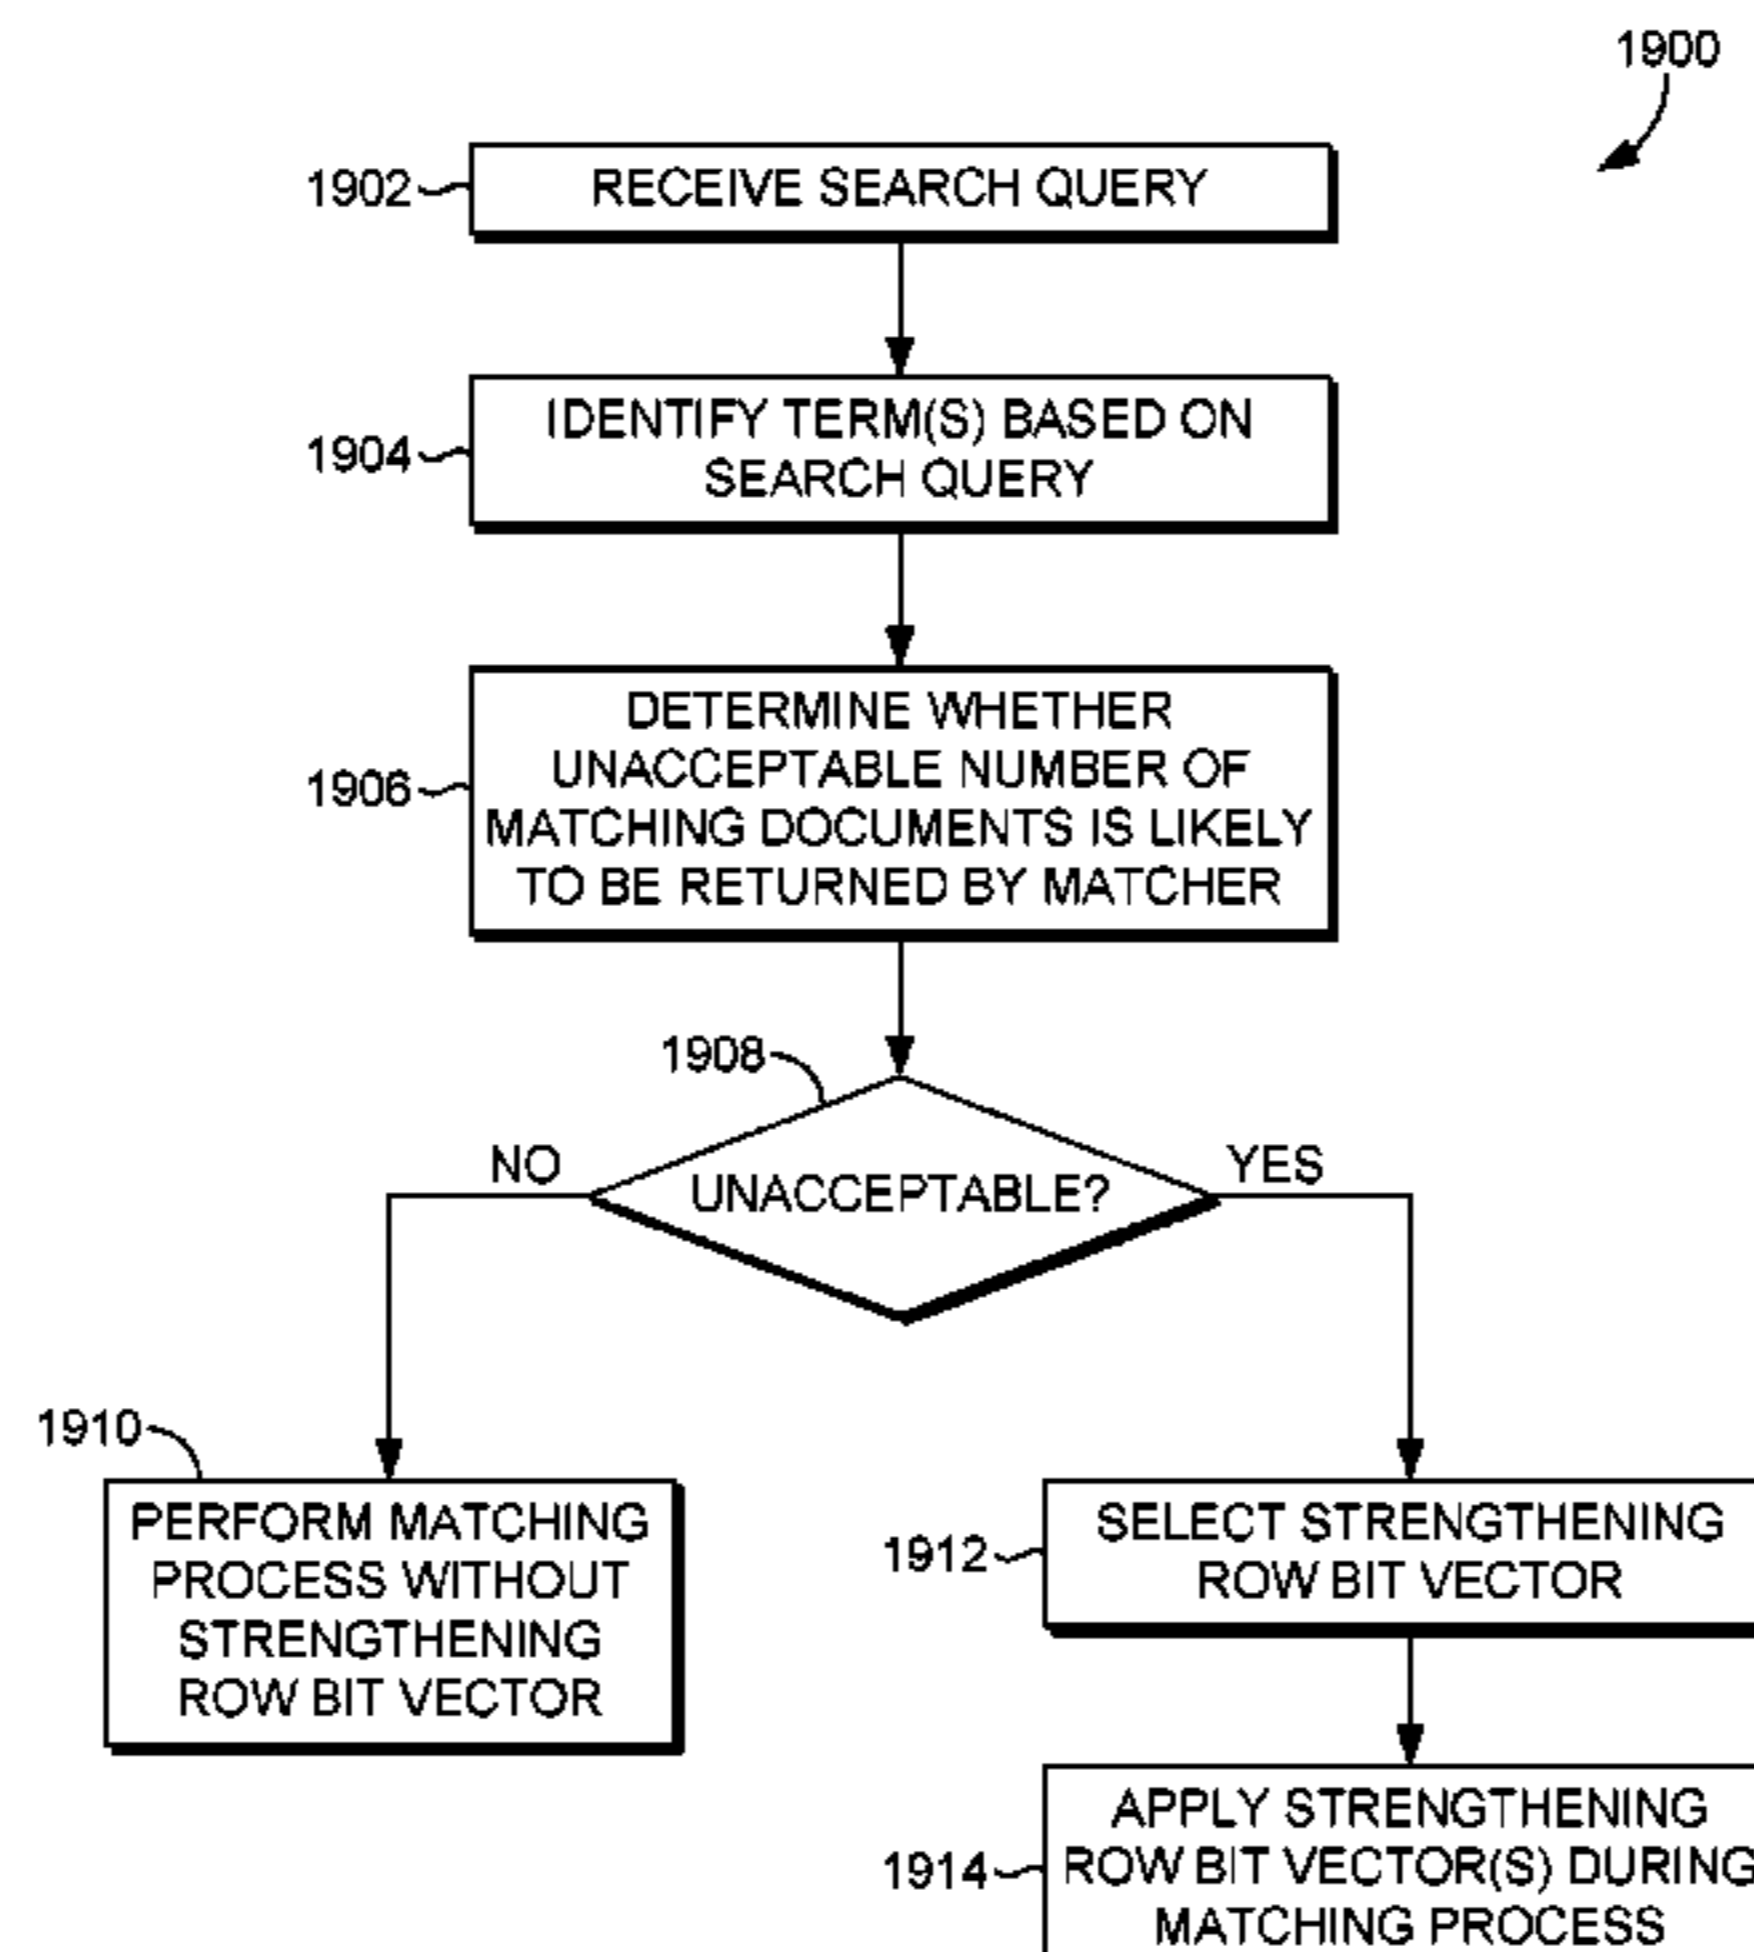 1900
1902
RECEIVE SEARCH QUERY
1904
IDENTIFY TERM(S) BASED ON
SEARCH QUERY
1906
DETERMINE WHETHER
UNACCEPTABLE NUMBER OF
MATCHING DOCUMENTS IS LIKELY
TO BE RETURNED BY MATCHER
1908
NO
UNACCEPTABLE?
YES
1910
PERFORM MATCHING
PROCESS WITHOUT
STRENGTHENING
ROW BIT VECTOR
1912
SELECT STRENGTHENING
ROW BIT VECTOR
1914
APPLY STRENGTHENING
ROW BIT VECTOR(S) DURING
MATCHING PROCESS